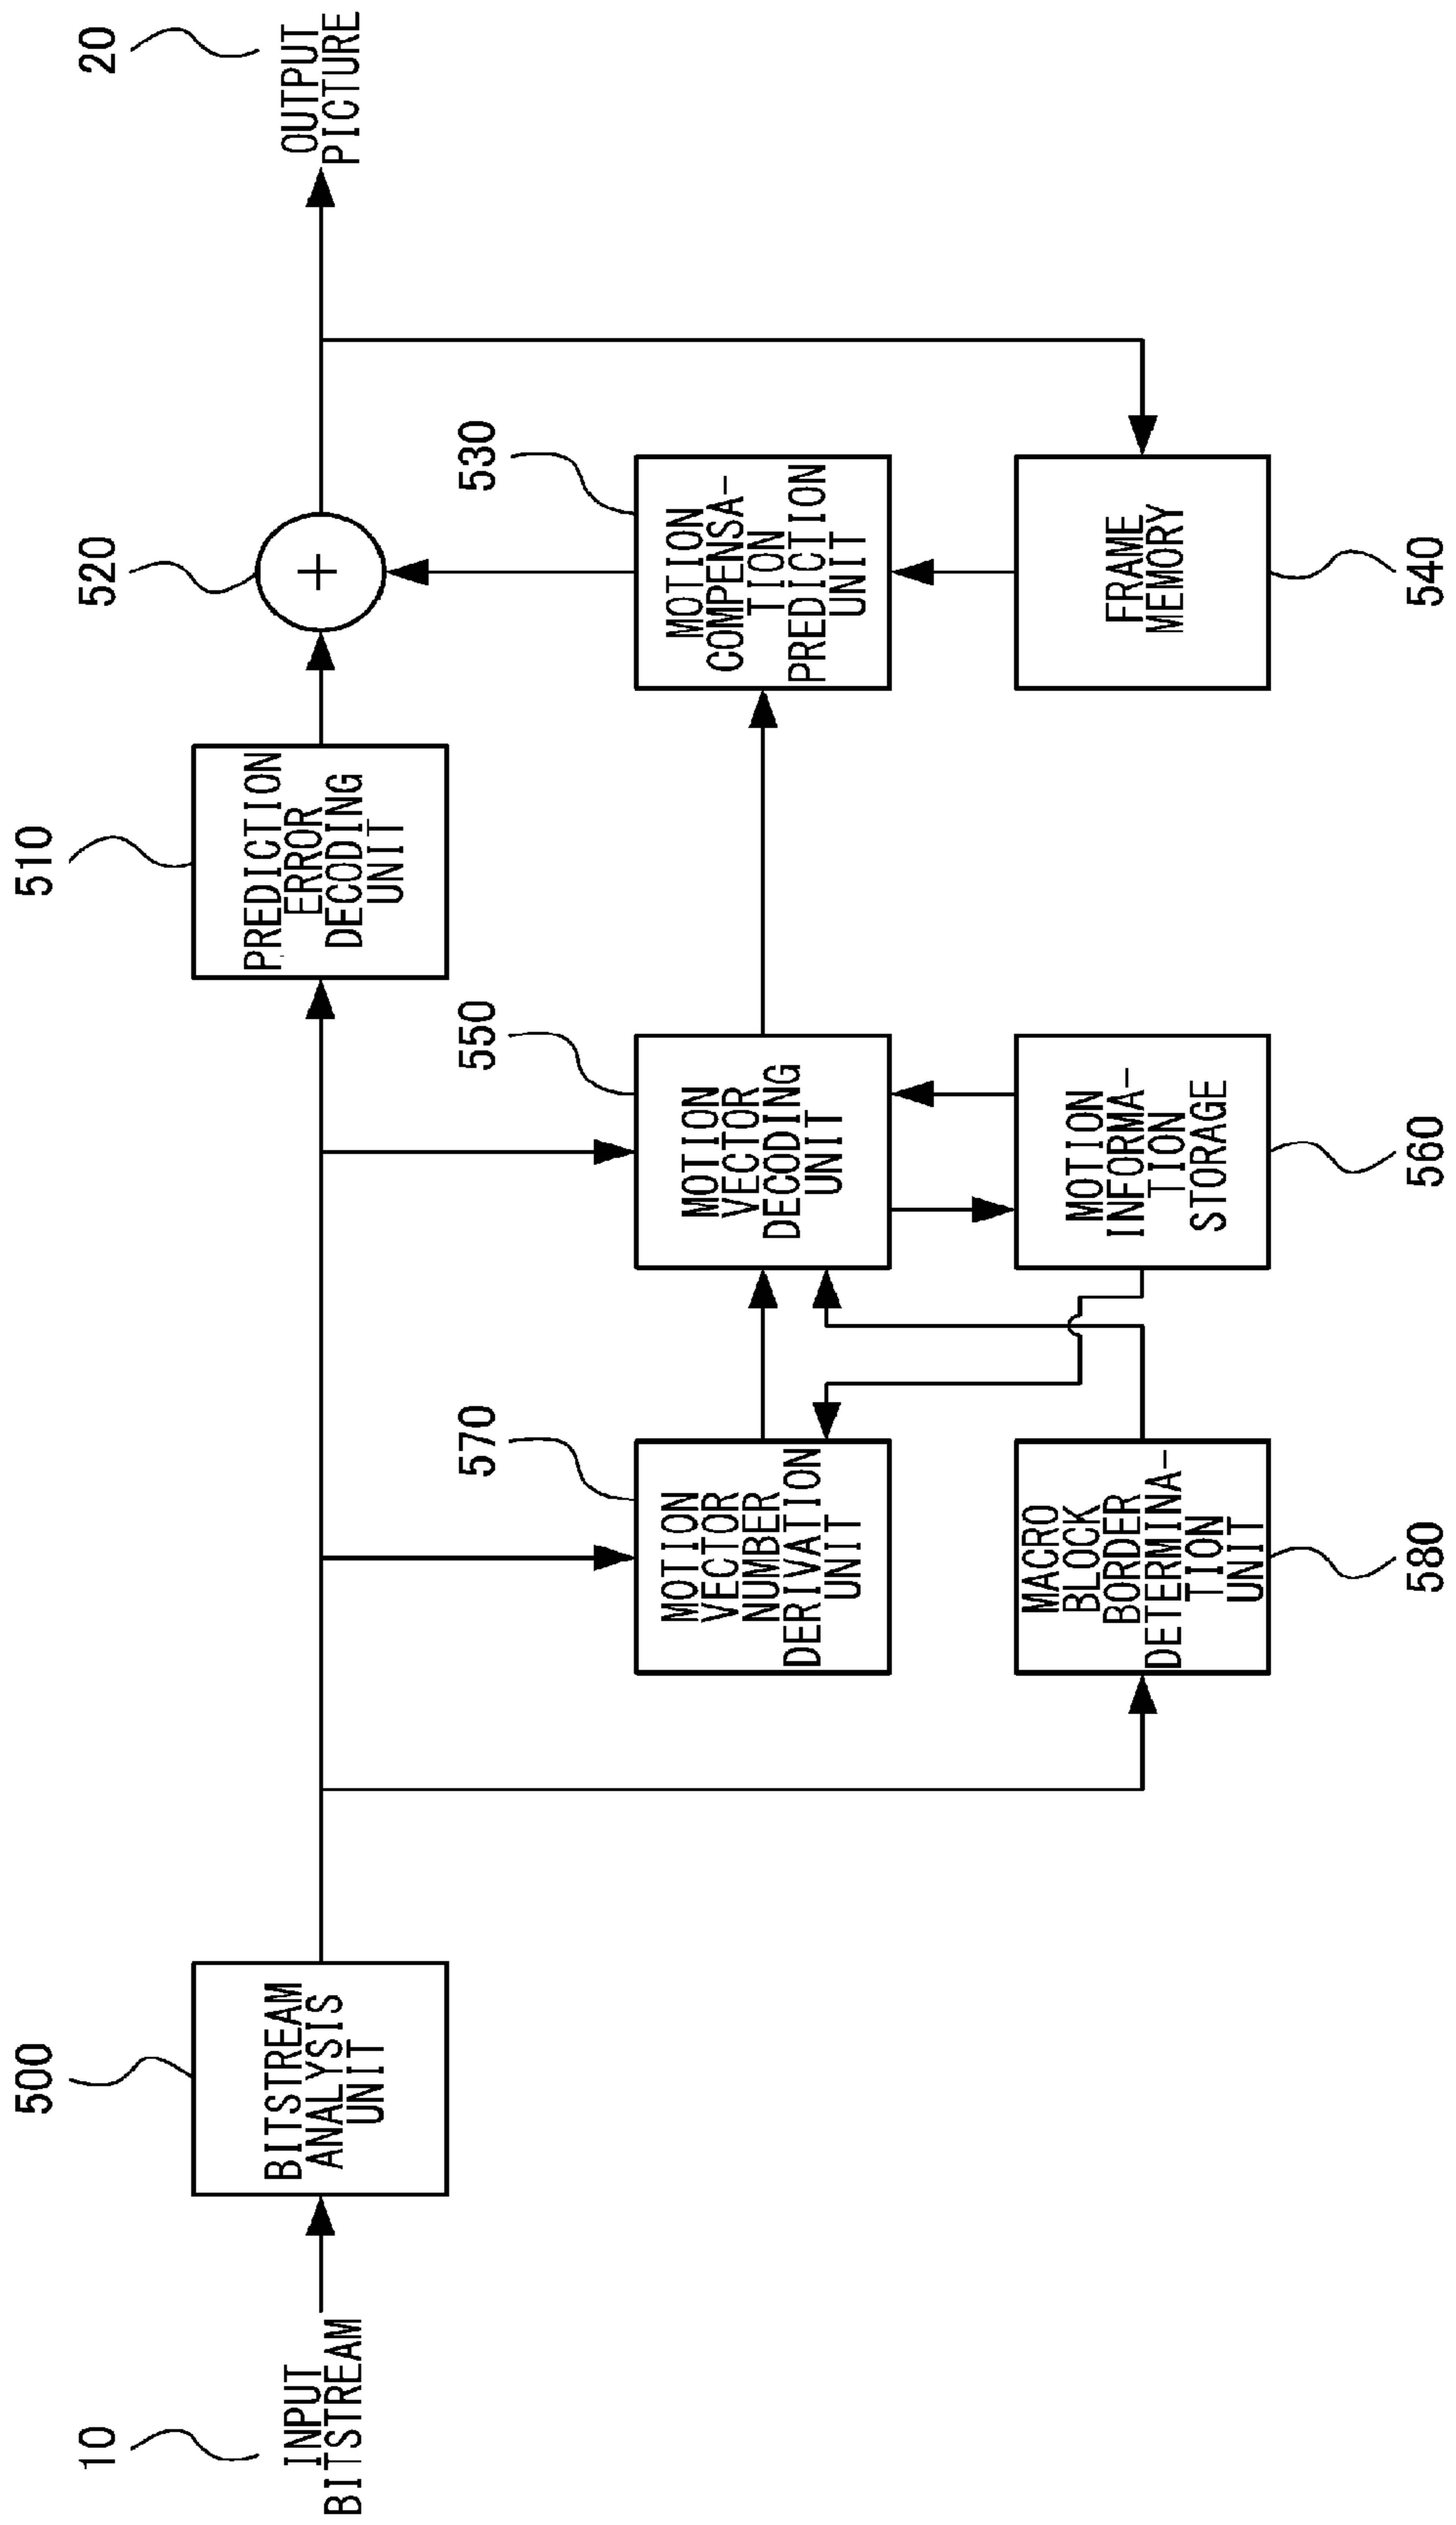 10
INPUT
BITSTREAM
500
BITSTREAM
ANALYSIS
UNIT
510
PREDICTION
ERROR
DECODING
UNIT
520
+
20
OUTPUT
PICTURE
570
MOTION
VECTOR
NUMBER
DERIVATION
UNIT
550
MOTION
VECTOR
DECODING
UNIT
530
MOTION
COMPENSA-
TION
PREDICTION
UNIT
MACRO
BLOCK
BORDER
DETERMINA-
TION
UNIT
580
MOTION
INFORMA-
TION
STORAGE
560
FRAME
MEMORY
540